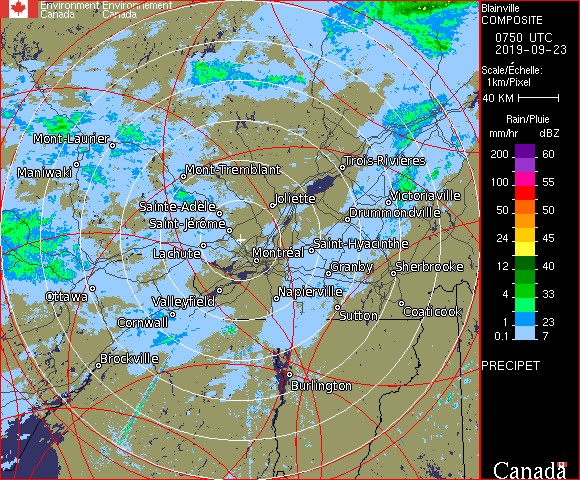 Environment Environnement
Canada Canada
Blainville
COMPOSITE
0750 UTC
2019-09-23
Scale/Échelle:
1km/Pixel
40 KM
Rain/Pluie
mm/hr dBZ
200 60
100 55
50 50
24 45
12 40
4 33
1 23
0.1 7
PRECIPET
Canada
Mont-Laurier
Maniwaki
Mont-Tremblant
Trois-Rivières
Joliette
Victoriaville
Sainte-Adèle
Drummondville
Saint-Jérôme
Lachute
Montréal
Saint-Hyacinthe
Granby
Sherbrooke
Ottawa
Valleyfield
Napierville
Cornwall
Sutton
Coaticook
Brockville
Burlington